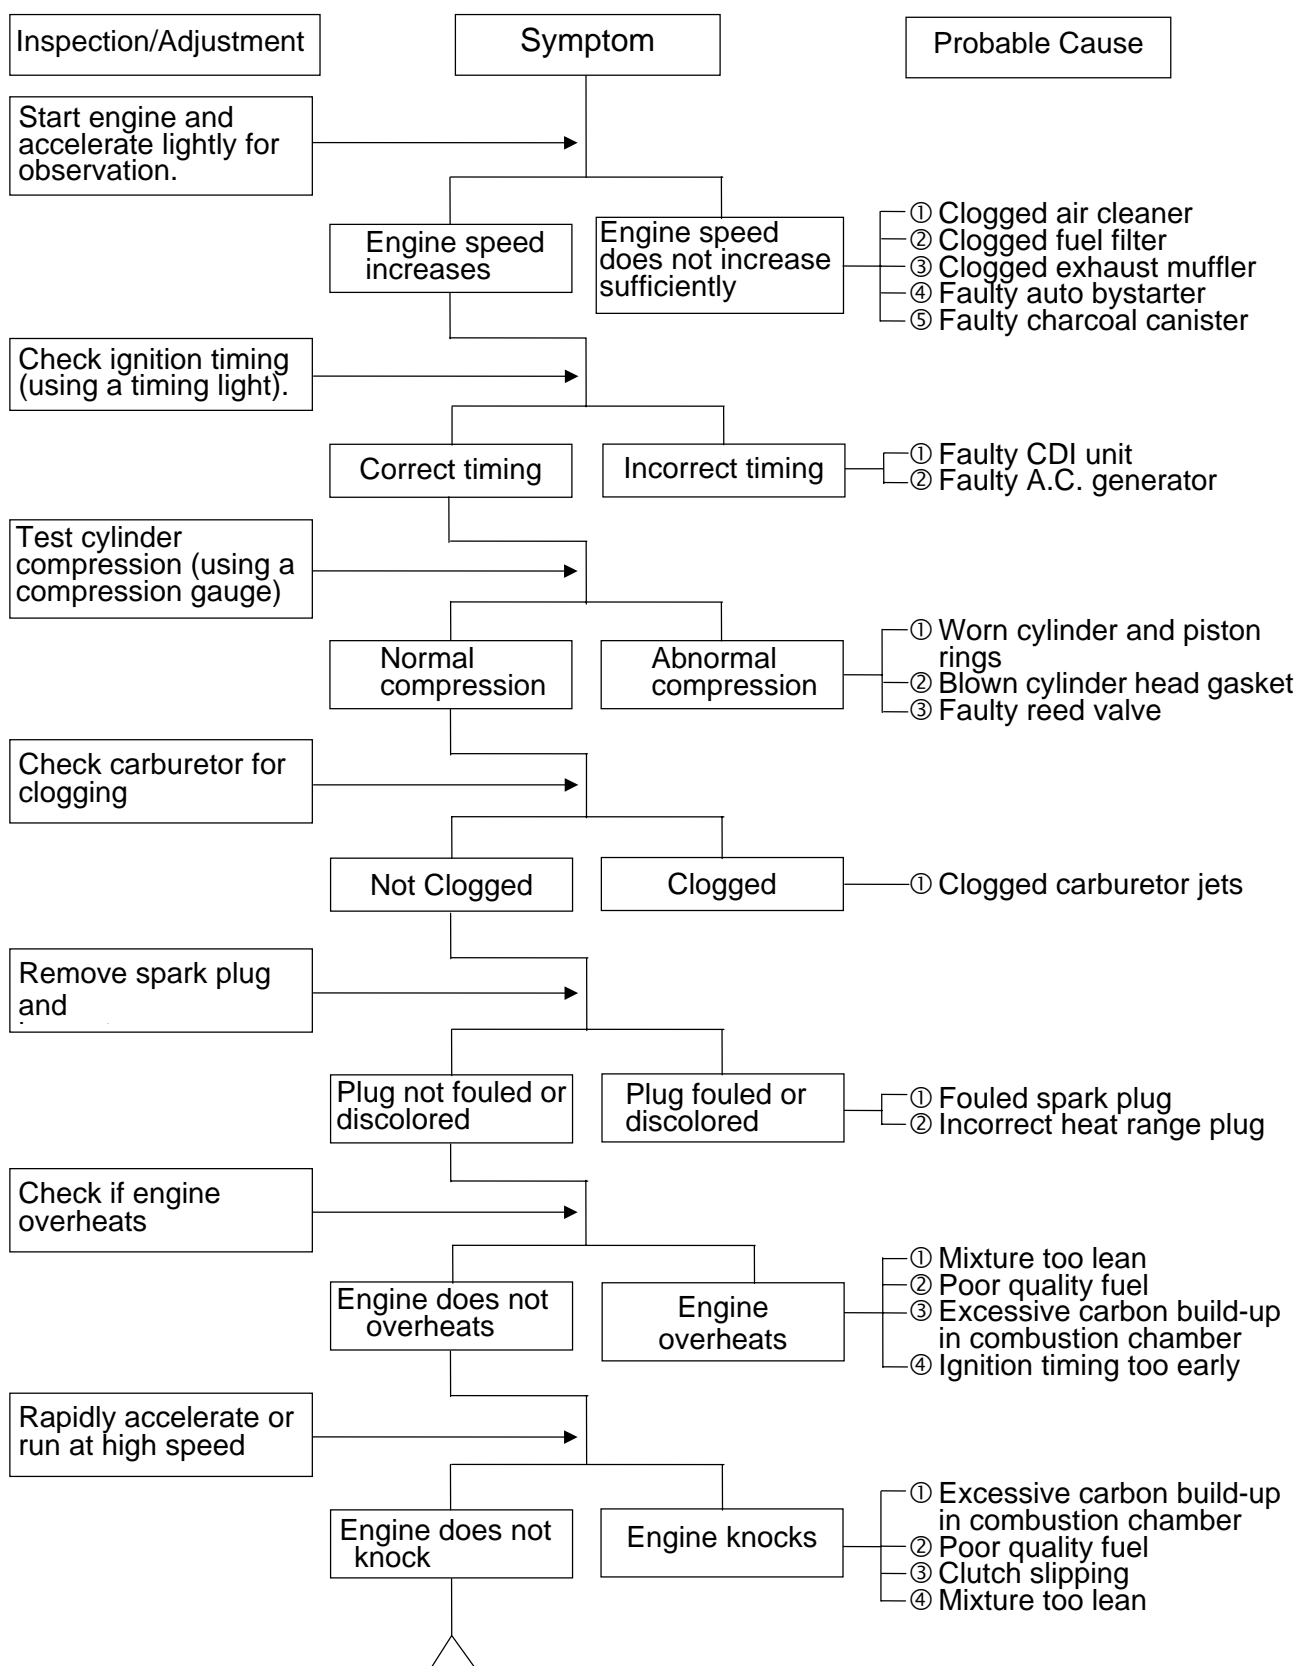 Inspection/Adjustment
Symptom
Probable Cause
Start engine and
accelerate lightly for
observation.
Engine speed
increases
Engine speed
does not increase
sufficiently
① Clogged air cleaner
② Clogged fuel filter
③ Clogged exhaust muffler
④ Faulty auto bystarter
⑤ Faulty charcoal canister
Check ignition timing
(using a timing light).
Correct timing
Incorrect timing
① Faulty CDI unit
② Faulty A.C. generator
Test cylinder
compression (using a
compression gauge)
Normal
compression
Abnormal
compression
① Worn cylinder and piston
rings
② Blown cylinder head gasket
③ Faulty reed valve
Check carburetor for
clogging
Not Clogged
Clogged
① Clogged carburetor jets
Remove spark plug
and
Plug not fouled or
discolored
Plug fouled or
discolored
① Fouled spark plug
② Incorrect heat range plug
Check if engine
overheats
Engine does not
overheats
Engine
overheats
① Mixture too lean
② Poor quality fuel
③ Excessive carbon build-up
in combustion chamber
④ Ignition timing too early
Rapidly accelerate or
run at high speed
Engine does not
knock
Engine knocks
① Excessive carbon build-up
in combustion chamber
② Poor quality fuel
③ Clutch slipping
④ Mixture too lean